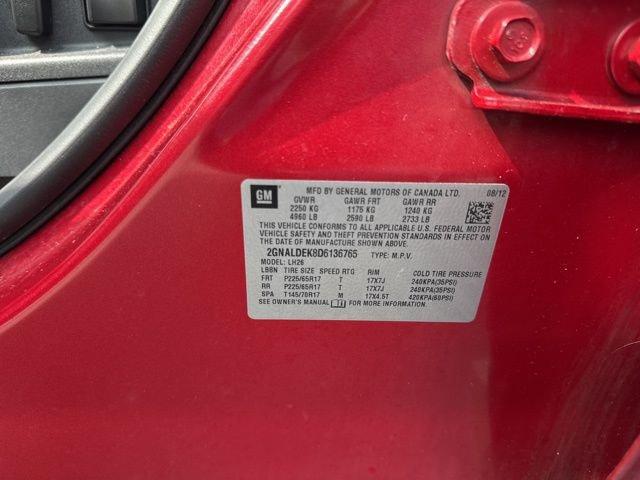 GM
MFD BY GENERAL MOTORS OF CANADA LTD. 08/12
GVWR GAWR FRT GAWR RR
2250 KG 1175 KG 1240 KG
4960 LB 2590 LB 2733 LB
THIS VEHICLE CONFORMS TO ALL APPLICABLE U.S. FEDERAL MOTOR
VEHICLE SAFETY AND THEFT PREVENTION STANDARDS IN EFFECT ON THE
DATE OF MANUFACTURE SHOWN ABOVE.
2GNALDEK8D6136765 TYPE: M.P.V.
MODEL: LH26
LBBN TIRE SIZE SPEED RTG RIM COLD TIRE PRESSURE
FRT P225/65R17 T 17X7J 240KPA(35PSI)
RR P225/65R17 T 17X7J 240KPA(35PSI)
SPA T145/70R17 M 17X4.5T 420KPA(60PSI)
SEE OWNER'S MANUAL FOR MORE INFORMATION.